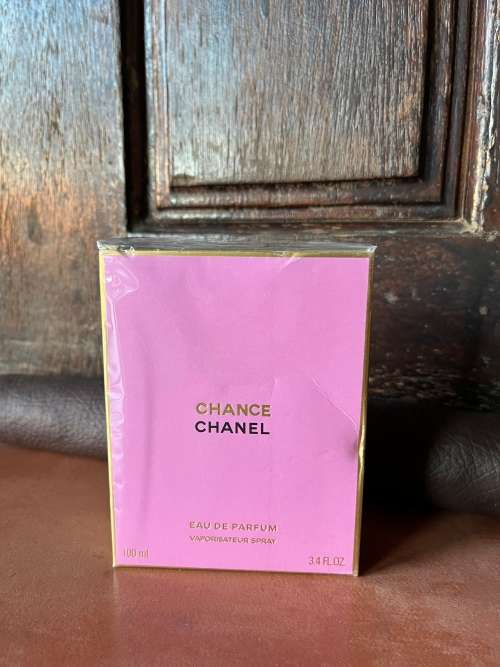 CHANCE
CHANEL
EAU DE PARFUM
VAPORISATEUR SPRAY
100 ml 3.4 FL.OZ.